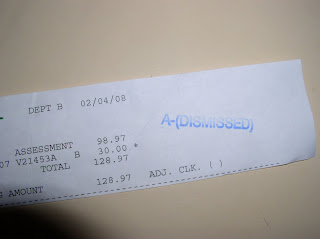 DEPT B 02/04/08
A-(DISMISSED)
ASSESSMENT 98.97
07 V21453A B 30.00 *
TOTAL 128.97
AMOUNT 128.97 ADJ. CLK. ( )